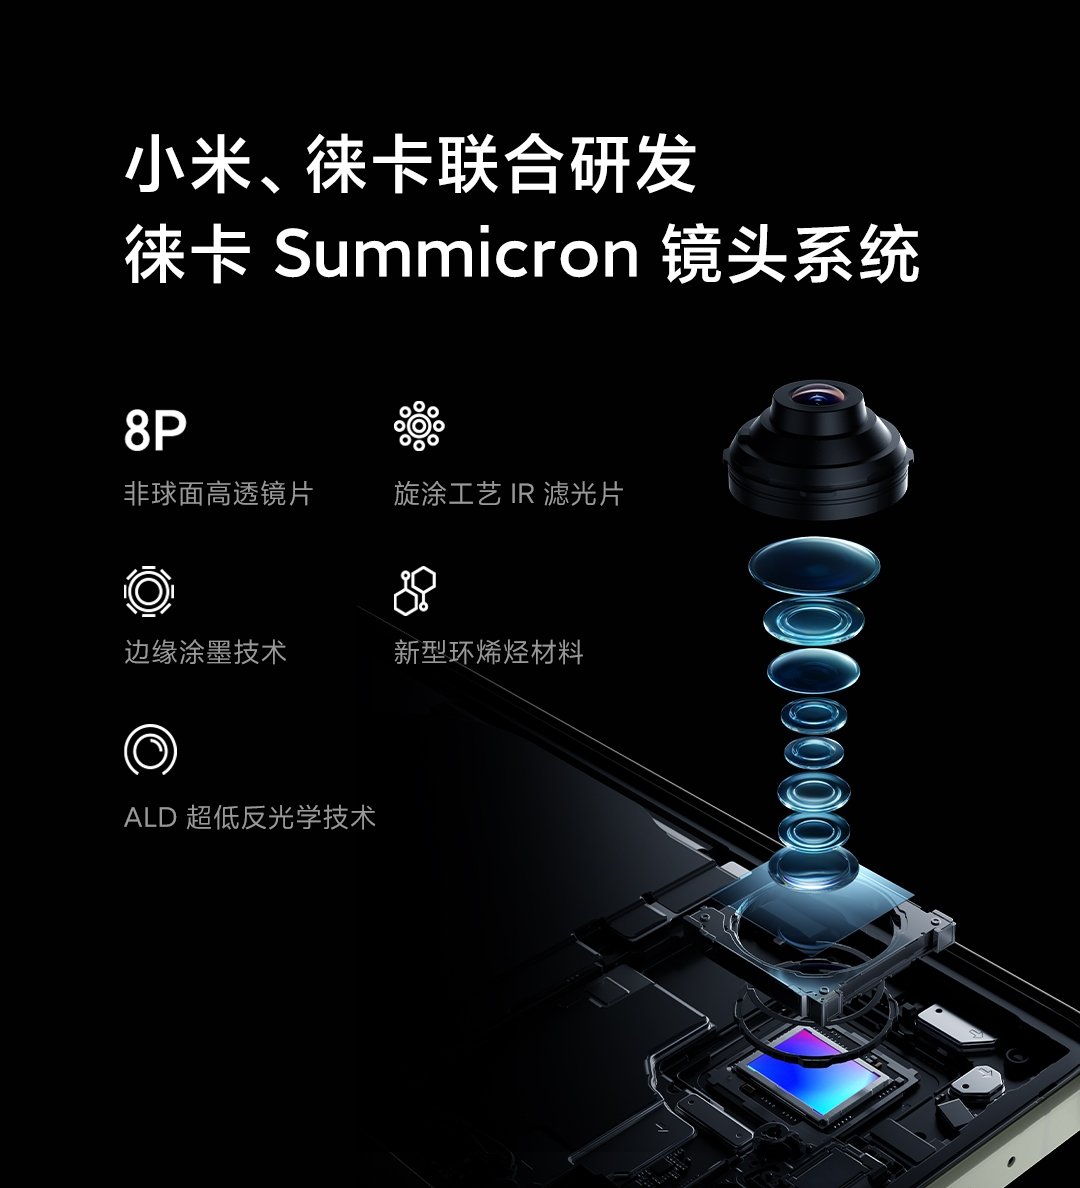 小米、徕卡联合研发
徕卡 Summicron 镜头系统
8P
非球面高透镜片
旋涂工艺 IR 滤光片
边缘涂墨技术
新型环烯烃材料
ALD 超低反光学技术